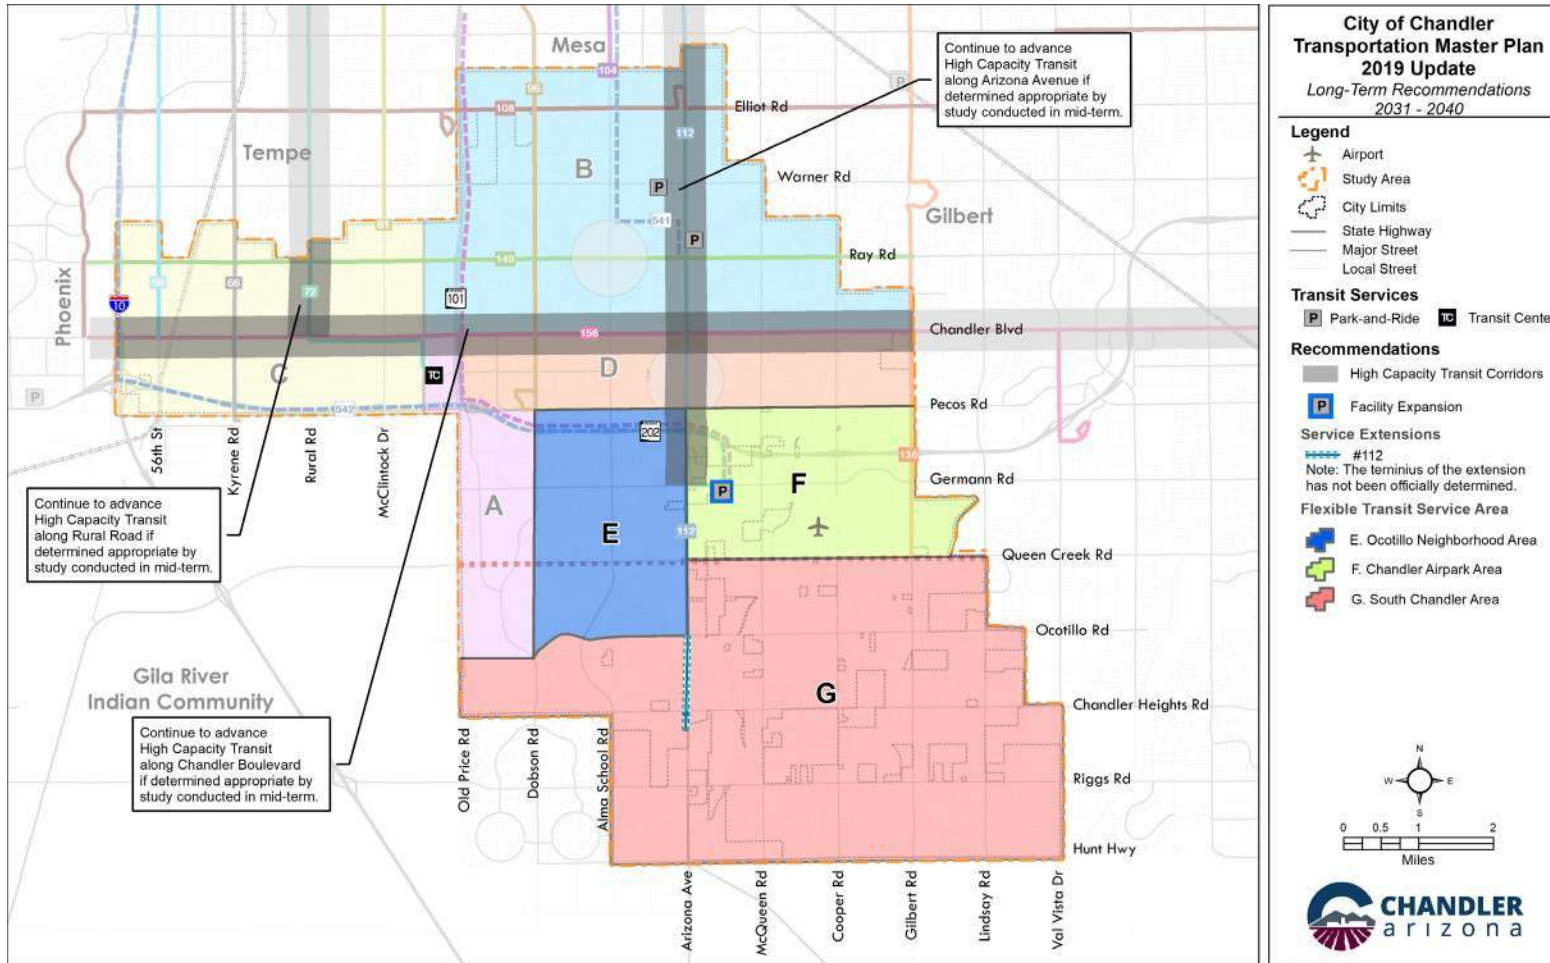 City of Chandler
Transportation Master Plan
2019 Update
Long-Term Recommendations
2031 - 2040
Legend
Airport
Study Area
City Limits
State Highway
Major Street
Local Street
Transit Services
P Park-and-Ride TC Transit Cente
Recommendations
High Capacity Transit Corridors
P Facility Expansion
Service Extensions
#112
Note: The terninius of the extension
has not been officially determined.
Flexible Transit Service Area
E. Ocotillo Neighborhood Area
F. Chandler Airpark Area
G. South Chandler Area
N
W E
S
0 0.5 1 2
Miles
CHANDLER
arizona
Mesa
Continue to advance
High Capacity Transit
along Arizona Avenue if
determined appropriate by
study conducted in mid-term.
104
P
96
108
Elliot Rd
112
Tempe
B
Warner Rd
P
Gilbert
541
P
Ray Rd
140
56
66
72
101
10
Phoenix
Chandler Blvd
156
C
D
TC
P
542
Pecos Rd
202
136
56th St
Kyrene Rd
Rural Rd
McClintock Dr
Germann Rd
F
P
A
E
112
Queen Creek Rd
Continue to advance
High Capacity Transit
along Rural Road if
determined appropriate by
study conducted in mid-term.
Ocotillo Rd
Gila River
Indian Community
G
Chandler Heights Rd
Continue to advance
High Capacity Transit
along Chandler Boulevard
if determined appropriate by
study conducted in mid-term.
Old Price Rd
Dobson Rd
Alma School Rd
Riggs Rd
Hunt Hwy
Arizona Ave
McQueen Rd
Cooper Rd
Gilbert Rd
Lindsay Rd
Val Vista Dr